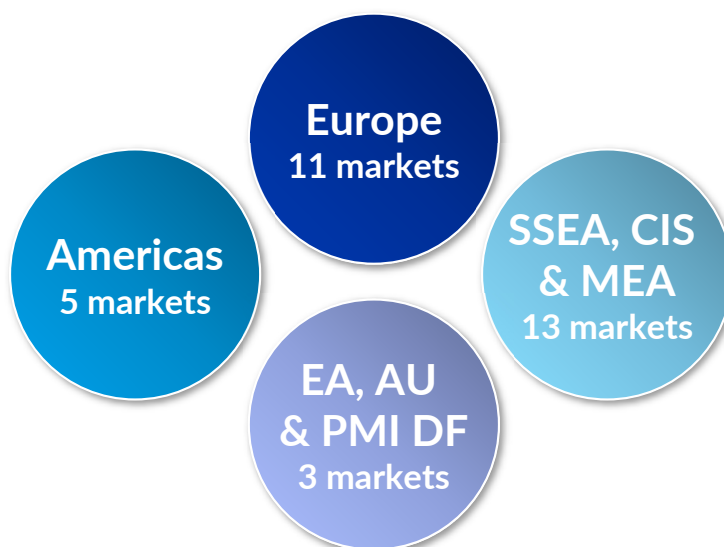 Europe
11 markets
Americas
5 markets
SSEA, CIS
& MEA
13 markets
EA, AU
& PMI DF
3 markets